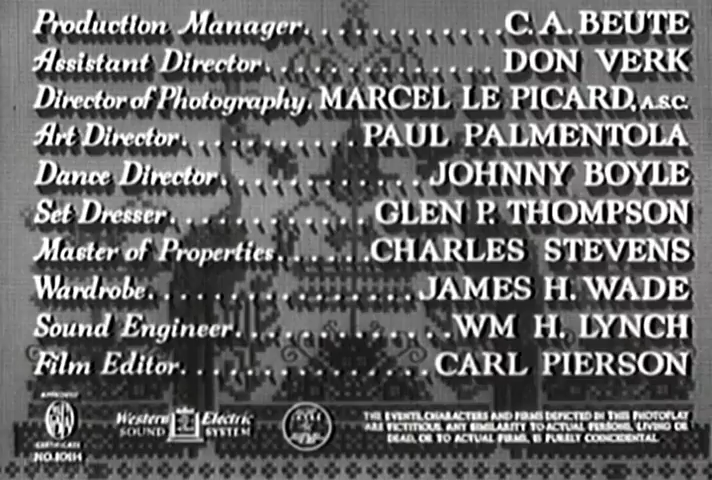 Production Manager.............C. A. BEUTE
Assistant Director...............DON VERK
Director of Photography. MARCEL LE PICARD, A.S.C.
Art Director............PAUL PALMENTOLA
Dance Director.............JOHNNY BOYLE
Set Dresser............GLEN P. THOMPSON
Master of Properties......CHARLES STEVENS
Wardrobe.................JAMES H. WADE
Sound Engineer..............WM H. LYNCH
Film Editor................CARL PIERSON
APPROVED
CERTIFICATE
Western Electric
SOUND SYSTEM
THE EVENTS, CHARACTERS AND FIRMS DEPICTED IN THIS PHOTOPLAY
ARE FICTITIOUS. ANY SIMILARITY TO ACTUAL PERSONS, LIVING OR
DEAD, OR TO ACTUAL FIRMS, IS PURELY COINCIDENTAL.